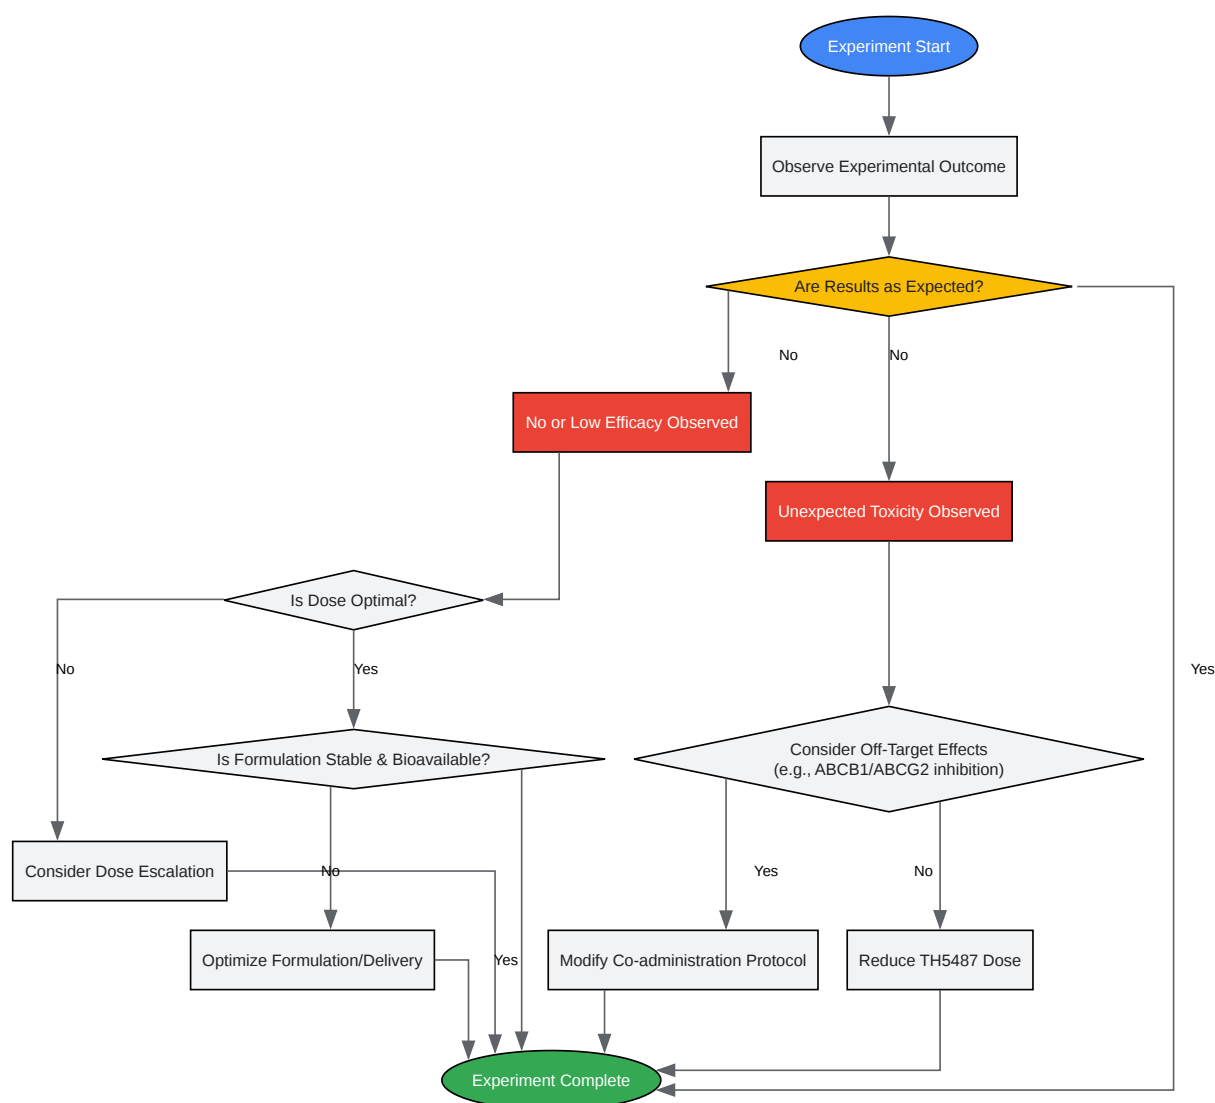 Experiment Start
Observe Experimental Outcome
Are Results as Expected?
No
No
No or Low Efficacy Observed
Unexpected Toxicity Observed
Is Dose Optimal?
No
Yes
Yes
Is Formulation Stable & Bioavailable?
Consider Off-Target Effects
(e.g., ABCB1/ABCG2 inhibition)
Consider Dose Escalation
No
Yes
No
Optimize Formulation/Delivery
Yes
Modify Co-administration Protocol
Reduce TH5487 Dose
Experiment Complete